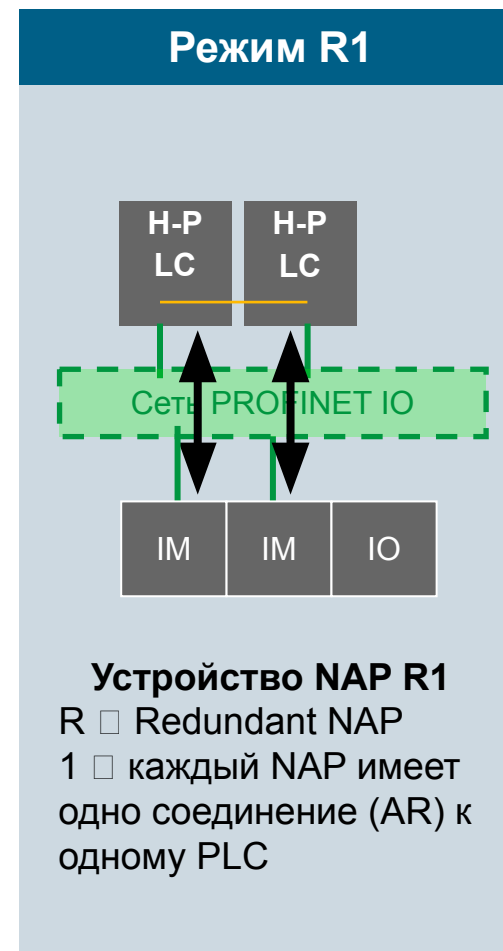 Режим R1
H-P H-P
LC LC
Сеть PROFINET IO
IM IM IO
Устройство NAP R1
R □ Redundant NAP
1 □ каждый NAP имеет
одно соединение (AR) к
одному PLC